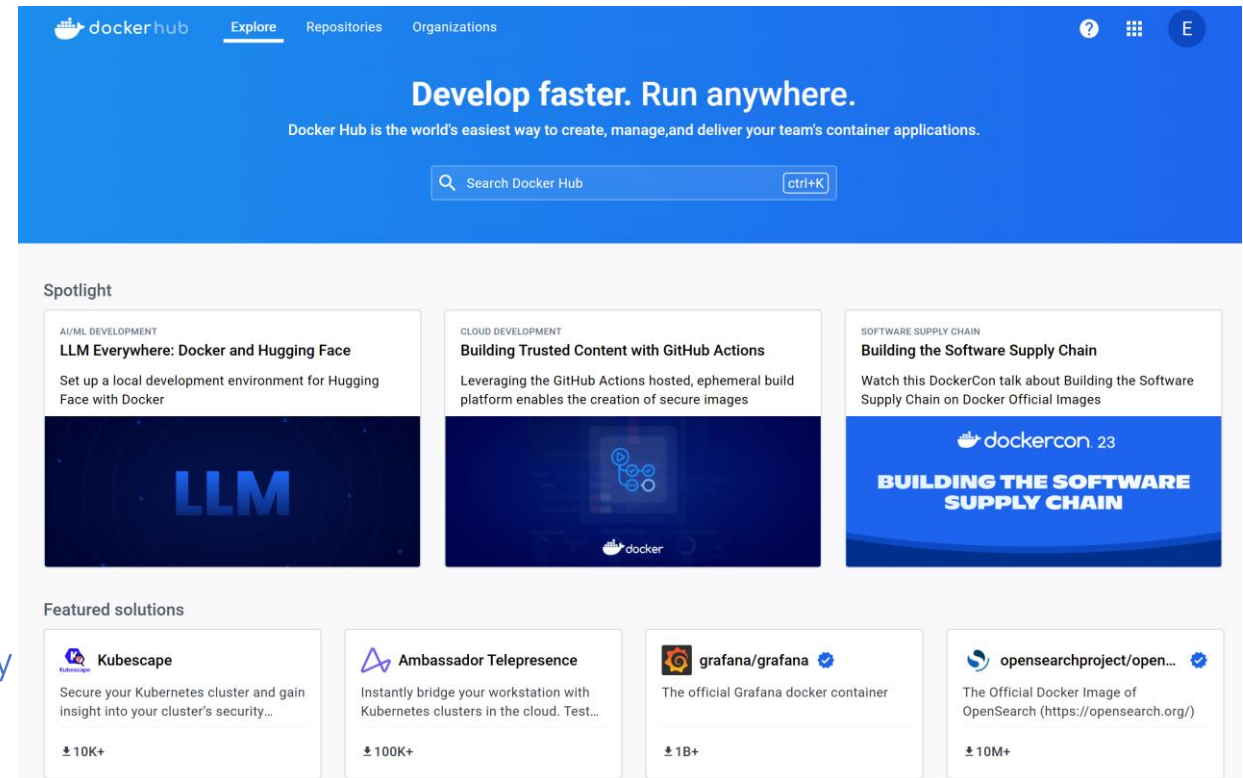 dockerhub Explore Repositories Organizations ? E
Develop faster. Run anywhere.
Docker Hub is the world's easiest way to create, manage,and deliver your team's container applications.
Search Docker Hub ctrl+K
Spotlight
AI/ML DEVELOPMENT
LLM Everywhere: Docker and Hugging Face
Set up a local development environment for Hugging
Face with Docker
LLM
CLOUD DEVELOPMENT
Building Trusted Content with GitHub Actions
Leveraging the GitHub Actions hosted, ephemeral build
platform enables the creation of secure images
docker
SOFTWARE SUPPLY CHAIN
Building the Software Supply Chain
Watch this DockerCon talk about Building the Software
Supply Chain on Docker Official Images
dockercon. 23
BUILDING THE SOFTWARE
SUPPLY CHAIN
Featured solutions
y
Kubescape
Kubescape
Secure your Kubernetes cluster and gain
insight into your cluster's security...
10K+
Ambassador Telepresence
Instantly bridge your workstation with
Kubernetes clusters in the cloud. Test...
100K+
grafana/grafana
The official Grafana docker container
1B+
opensearchproject/open...
The Official Docker Image of
OpenSearch (https://opensearch.org/)
10M+